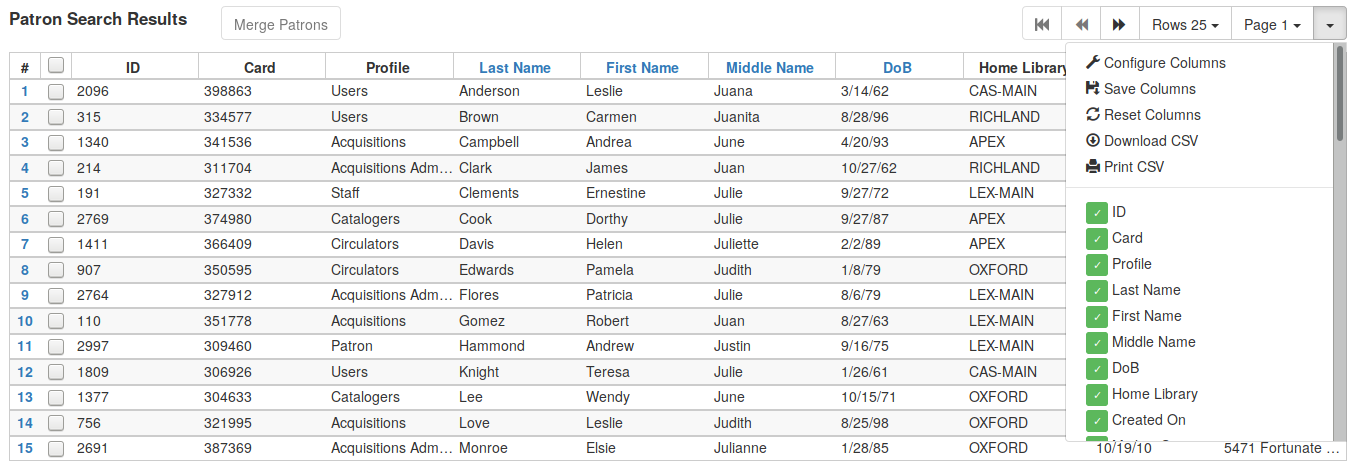 Patron Search Results Merge Patrons Rows 25 Page 1
# ID Card Profile Last Name First Name Middle Name DoB Home Library
1 2096 398863 Users Anderson Leslie Juana 3/14/62 CAS-MAIN
2 315 334577 Users Brown Carmen Juanita 8/28/96 RICHLAND
3 1340 341536 Acquisitions Campbell Andrea June 4/20/93 APEX
4 214 311704 Acquisitions Adm... Clark James Juan 10/27/62 RICHLAND
5 191 327332 Staff Clements Ernestine Julie 9/27/72 LEX-MAIN
6 2769 374980 Catalogers Cook Dorthy Julie 9/27/87 APEX
7 1411 366409 Circulators Davis Helen Juliette 2/2/89 APEX
8 907 350595 Circulators Edwards Pamela Judith 1/8/79 OXFORD
9 2764 327912 Acquisitions Adm... Flores Patricia Julie 8/6/79 LEX-MAIN
10 110 351778 Acquisitions Gomez Robert Juan 8/27/63 LEX-MAIN
11 2997 309460 Patron Hammond Andrew Justin 9/16/75 LEX-MAIN
12 1809 306926 Users Knight Teresa Julie 1/26/61 CAS-MAIN
13 1377 304633 Catalogers Lee Wendy June 10/15/71 OXFORD
14 756 321995 Acquisitions Love Leslie Judith 8/25/98 OXFORD
15 2691 387369 Acquisitions Adm... Monroe Elsie Julianne 1/28/85 OXFORD 10/19/10 5471 Fortunate ...
Configure Columns
Save Columns
Reset Columns
Download CSV
Print CSV
✓ ID
✓ Card
✓ Profile
✓ Last Name
✓ First Name
✓ Middle Name
✓ DoB
✓ Home Library
✓ Created On